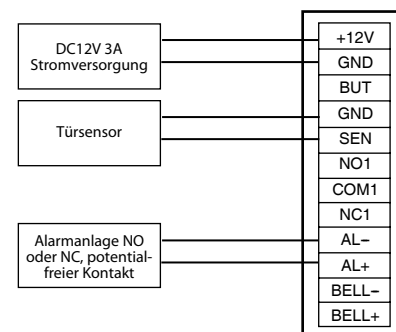 DC12V 3A
Stromversorgung
Türsensor
Alarmanlage NO
oder NC, potential-
freier Kontakt
+12V
GND
BUT
GND
SEN
NO1
COM1
NC1
AL–
AL+
BELL–
BELL+